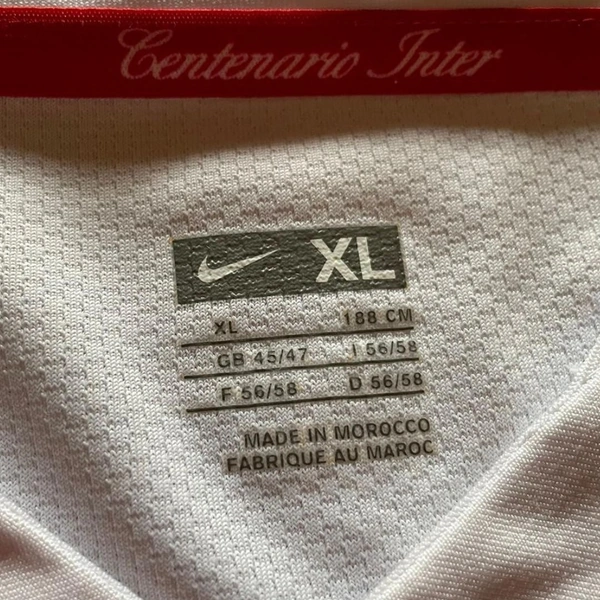 Centenario Inter
XL
XL 188 CM
GB 45/47 I 56/58
F 56/58 D 56/58
MADE IN MOROCCO
FABRIQUE AU MAROC